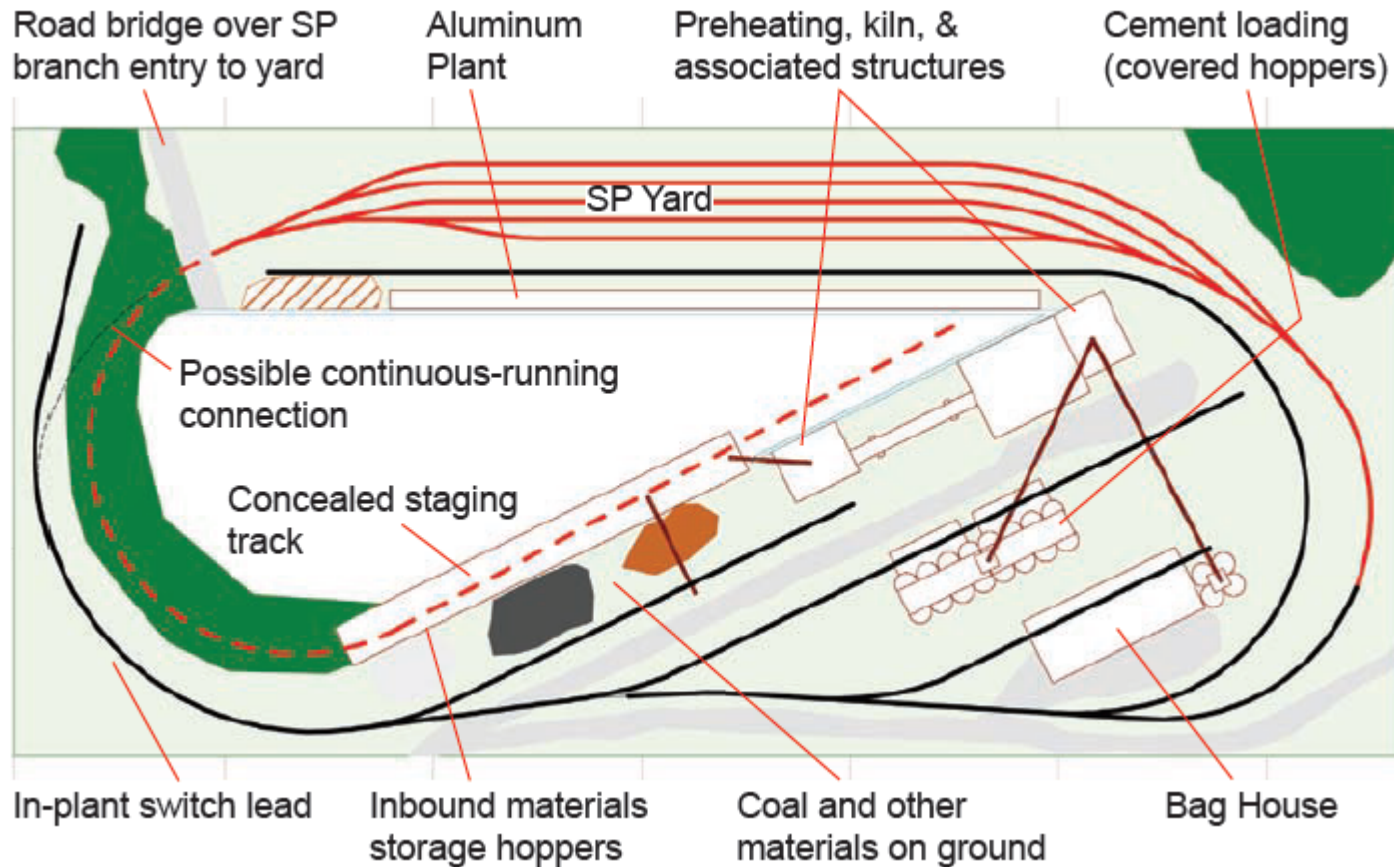 Road bridge over SP
branch entry to yard
Aluminum
Plant
Preheating, kiln, &
associated structures
Cement loading
(covered hoppers)
SP Yard
Possible continuous-running
connection
Concealed staging
track
In-plant switch lead
Inbound materials
storage hoppers
Coal and other
materials on ground
Bag House